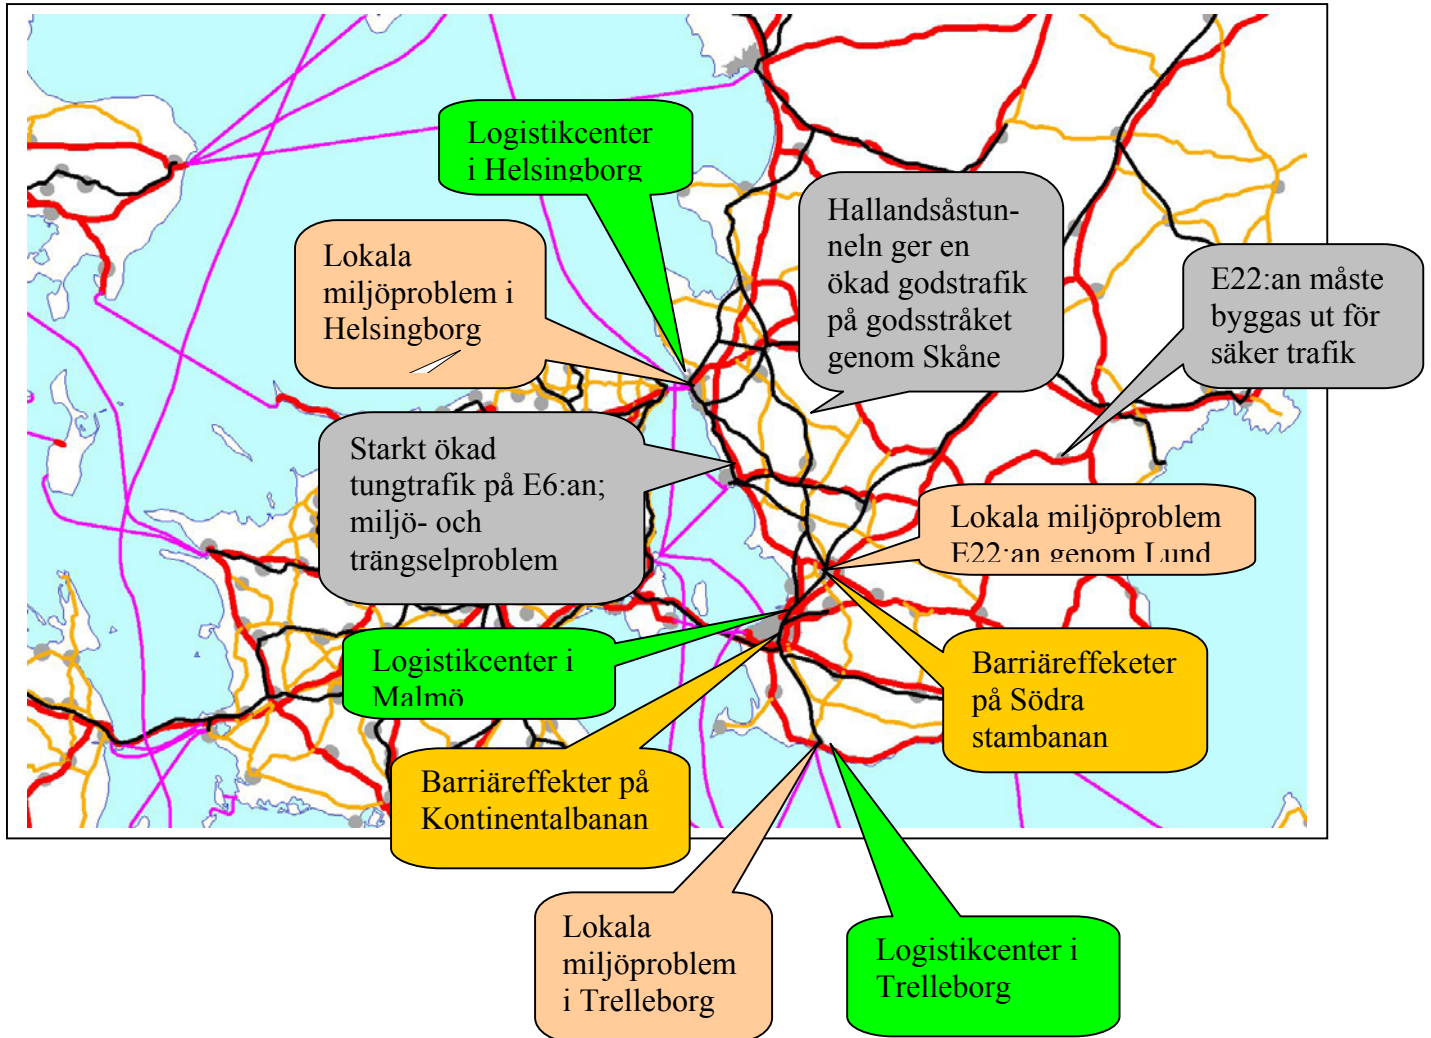 Logistikcenter
i Helsingborg
Hallandsåstun-
neln ger en
ökad godstrafik
på godsstråket
genom Skåne
Lokala
miljöproblem i
Helsingborg
E22:an måste
byggas ut för
säker trafik
Starkt ökad
tungtrafik på E6:an;
miljö- och
trängselproblem
Lokala miljöproblem
E22:an genom Lund
Logistikcenter i
Malmö
Barriäreffeketer
på Södra
stambanan
Barriäreffekter på
Kontinentalbanan
Lokala
miljöproblem
i Trelleborg
Logistikcenter i
Trelleborg